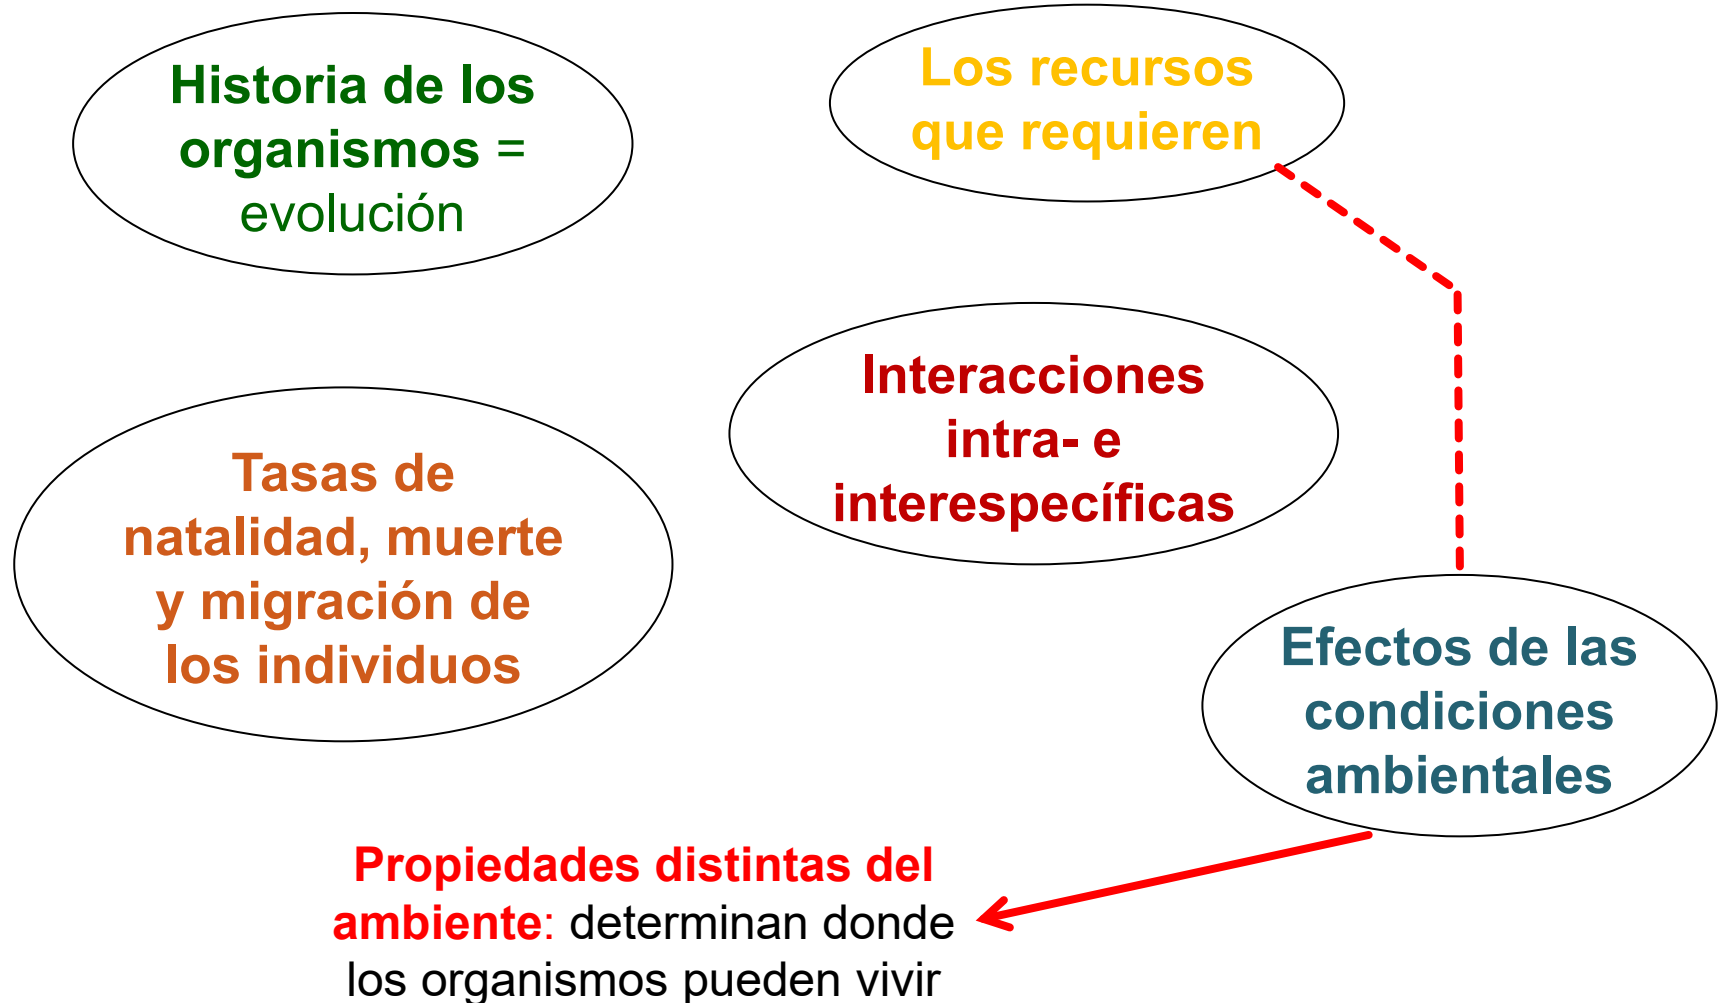 Historia de los
organismos =
evolución
Los recursos
que requieren
Interacciones
intra- e
interespecíficas
Tasas de
natalidad, muerte
y migración de
los individuos
Efectos de las
condiciones
ambientales
Propiedades distintas del
ambiente: determinan donde
los organismos pueden vivir